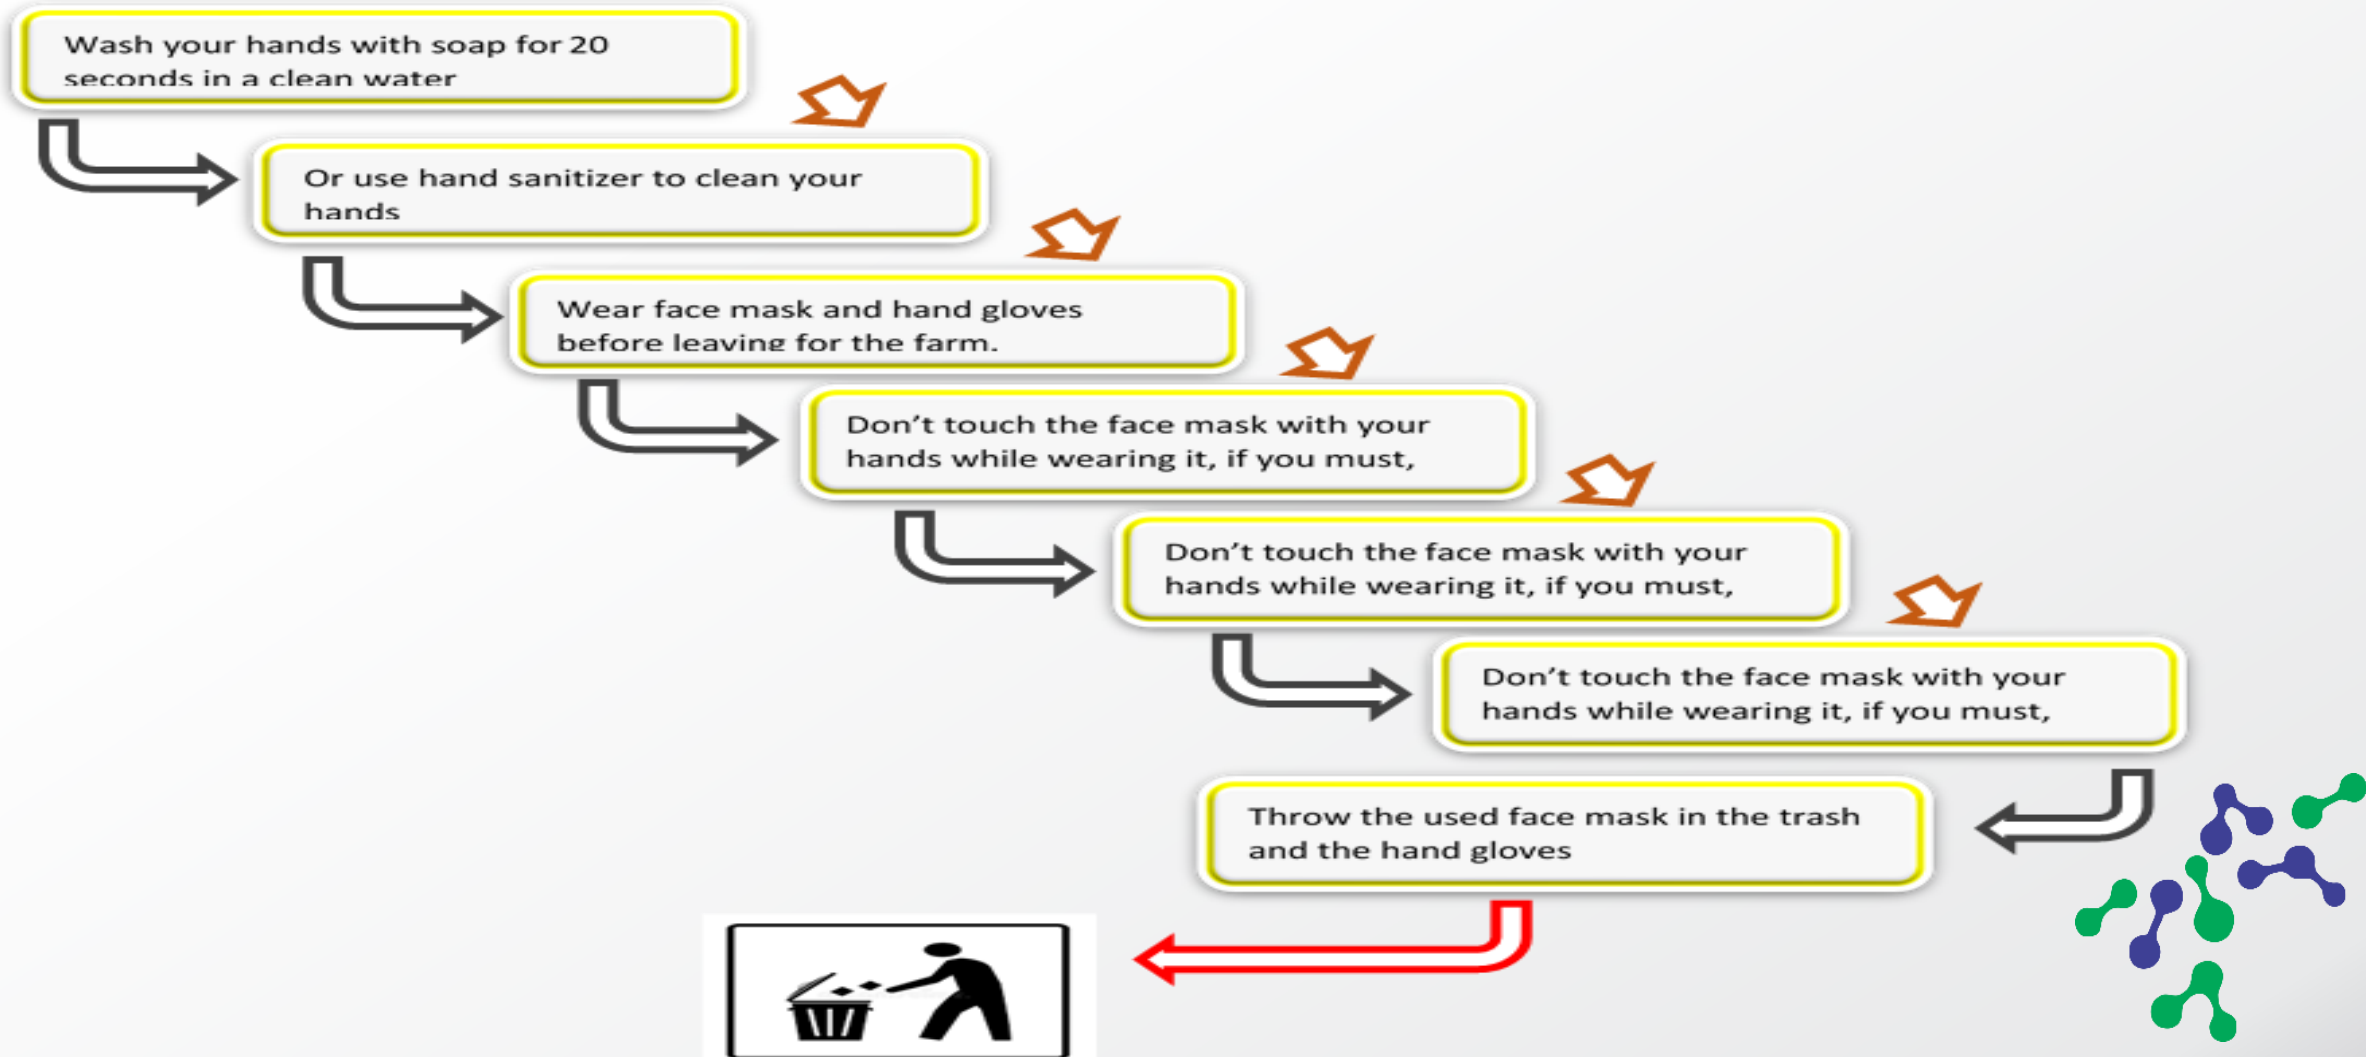 Wash your hands with soap for 20
seconds in a clean water
Or use hand sanitizer to clean your
hands
Wear face mask and hand gloves
before leaving for the farm.
Don’t touch the face mask with your
hands while wearing it, if you must,
Don’t touch the face mask with your
hands while wearing it, if you must,
Don’t touch the face mask with your
hands while wearing it, if you must,
Throw the used face mask in the trash
and the hand gloves